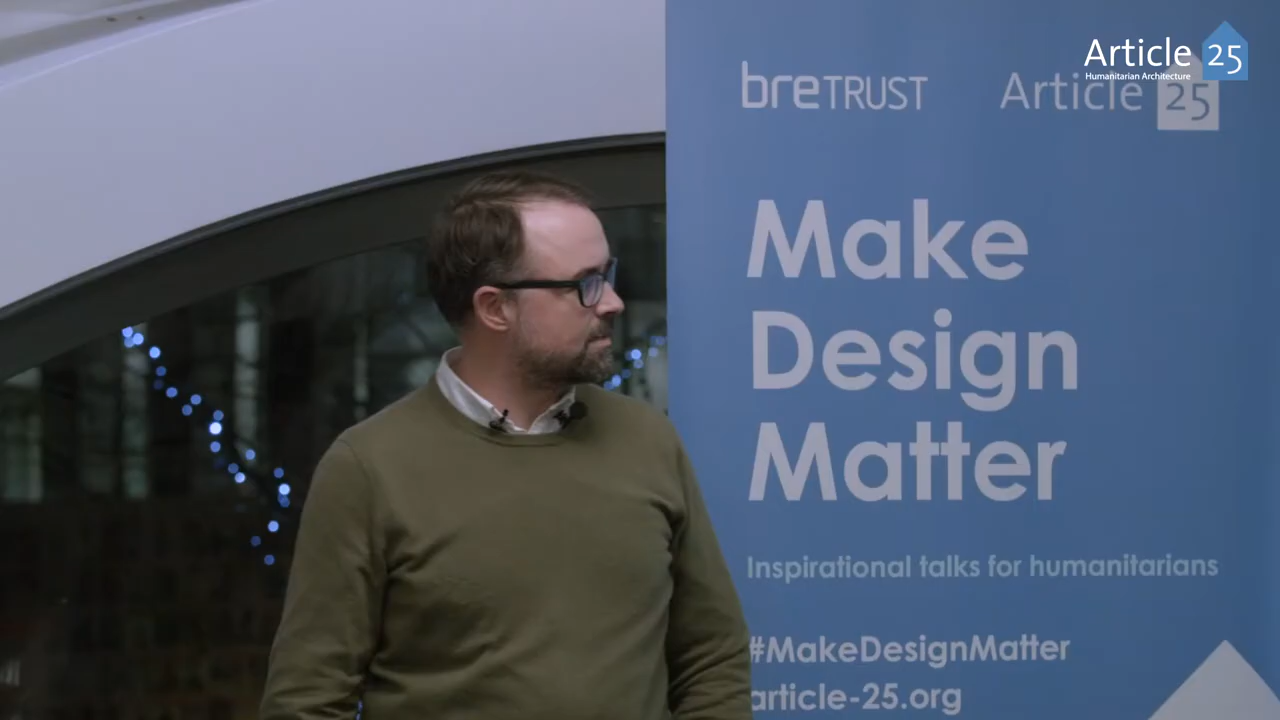 Article 25
Humanitarian Architecture
breTRUST
Article 25
Make
Design
Matter
Inspirational talks for humanitarians
#MakeDesignMatter
article-25.org